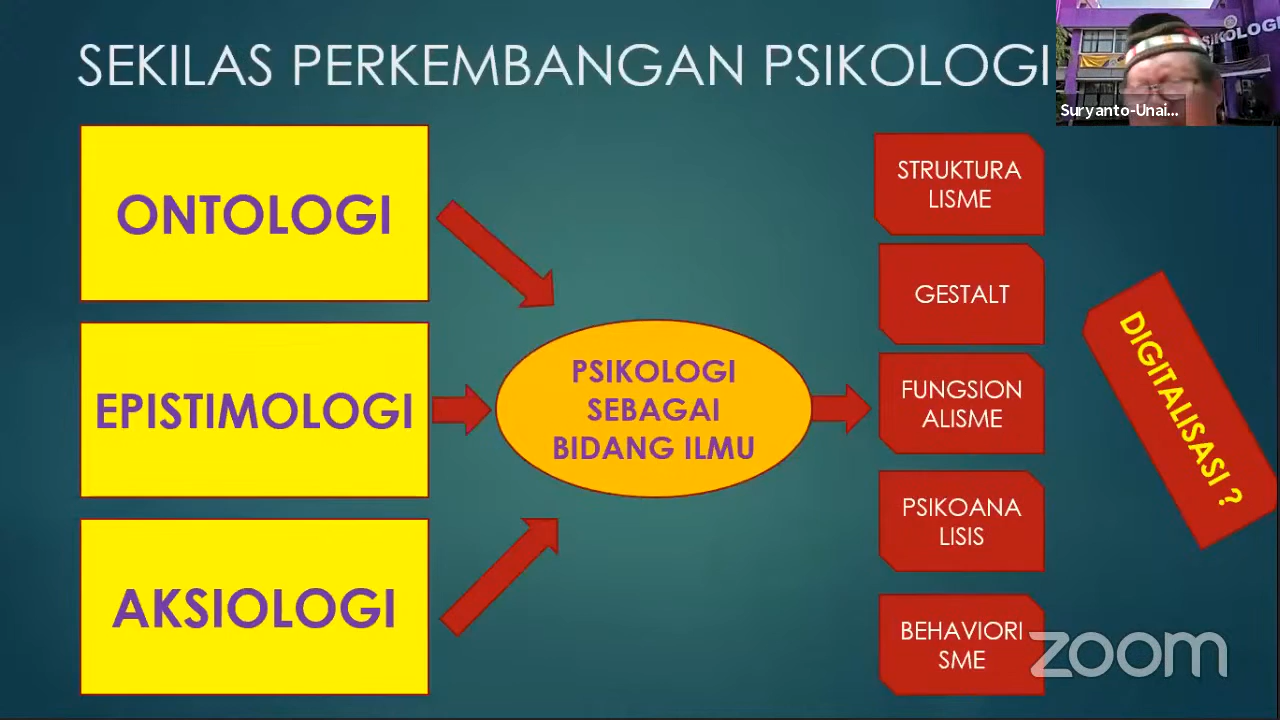 SEKILAS PERKEMBANGAN PSIKOLOGI
PSIKOLOGI
Suryanto-Unai...
ONTOLOGI
EPISTIMOLOGI
AKSIOLOGI
PSIKOLOGI
SEBAGAI
BIDANG ILMU
STRUKTURA
LISME
GESTALT
FUNGSION
ALISME
PSIKOANA
LISIS
BEHAVIORI
SME
DIGITALISASI ?
zoom